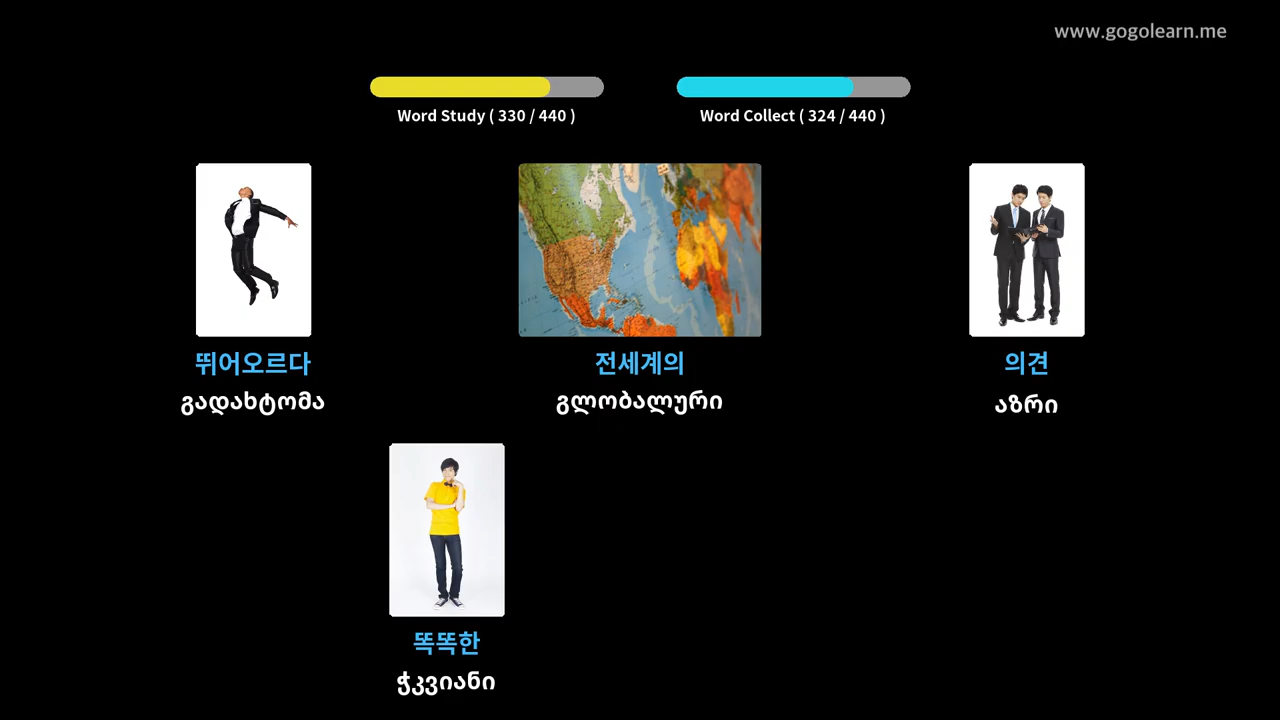 www.gogolearn.me
Word Study ( 330 / 440 )
Word Collect ( 324 / 440 )
뛰어오르다
გადახტომა
전세계의
გლობალური
의견
აზრი
똑똑한
ჭკვიანი